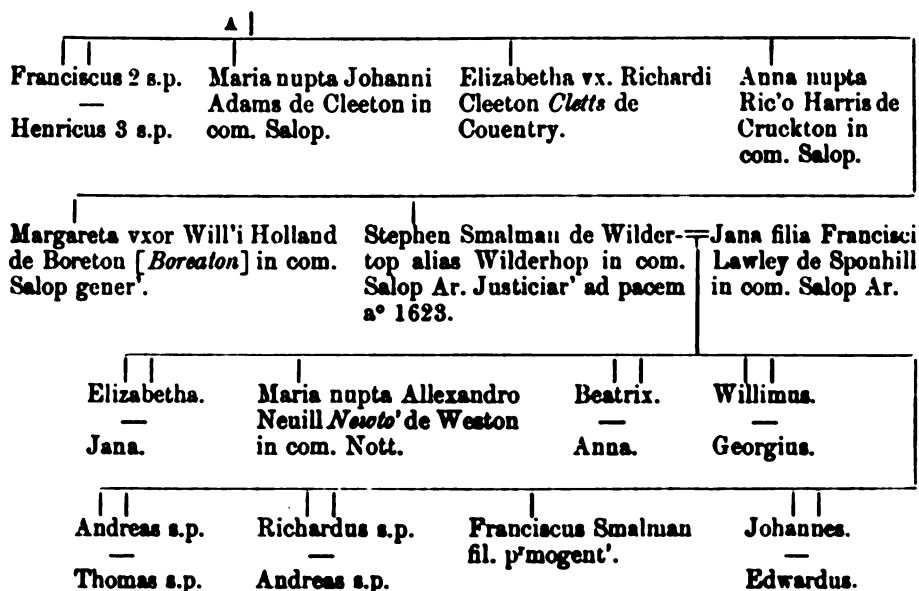 A
Franciscus 2 s.p.
—
Henricus 3 s.p.
Maria nupta Johanni
Adams de Cleeton in
com. Salop.
Elizabetha vx. Richardi
Cleeton Cletts de
Couentry.
Anna nupta
Ric'o Harris de
Cruckton in
com. Salop.
Margareta vxor Will'i Holland
de Boreton [Boreaton] in com.
Salop gener'.
Stephen Smalman de Wilder-
top alias Wilderhop in com.
Salop Ar. Justiciar' ad pacem
aº 1623.
=Jana filia Francisci
Lawley de Sponhill
in com. Salop Ar.
Elizabetha.
—
Jana.
Maria nupta Allexandro
Neuill Newto' de Weston
in com. Nott.
Beatrix.
—
Anna.
Willimus.
—
Georgius.
Andreas s.p.
—
Thomas s.p.
Richardus s.p.
—
Andreas s.p.
Franciscus Smalman
fil. pʳmogent'.
Johannes.
—
Edwardus.